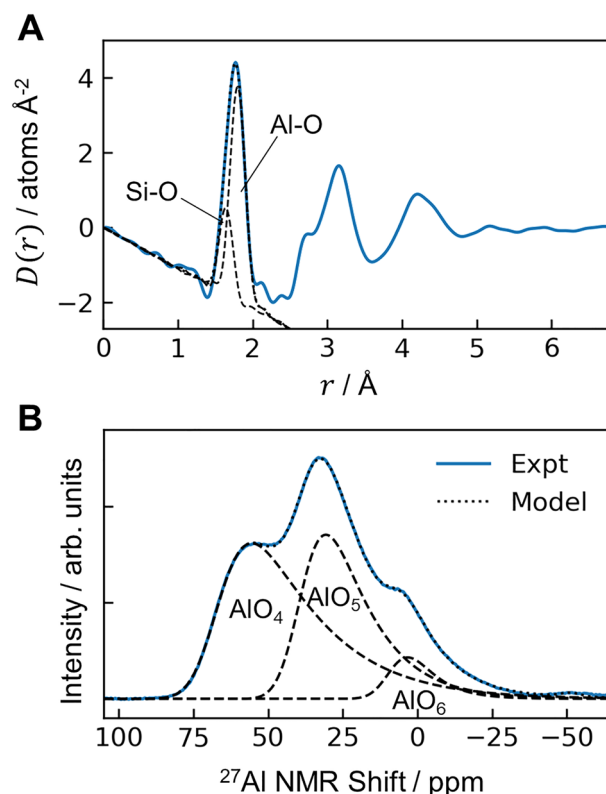 A
D(r) / atoms Å⁻²
4
2
0
−2
Si-O
Al-O
0 1 2 3 4 5 6
r / Å
B
Intensity / arb. units
Expt
Model
AlO₄
AlO₅
AlO₆
100 75 50 25 0 −25 −50
²⁷Al NMR Shift / ppm